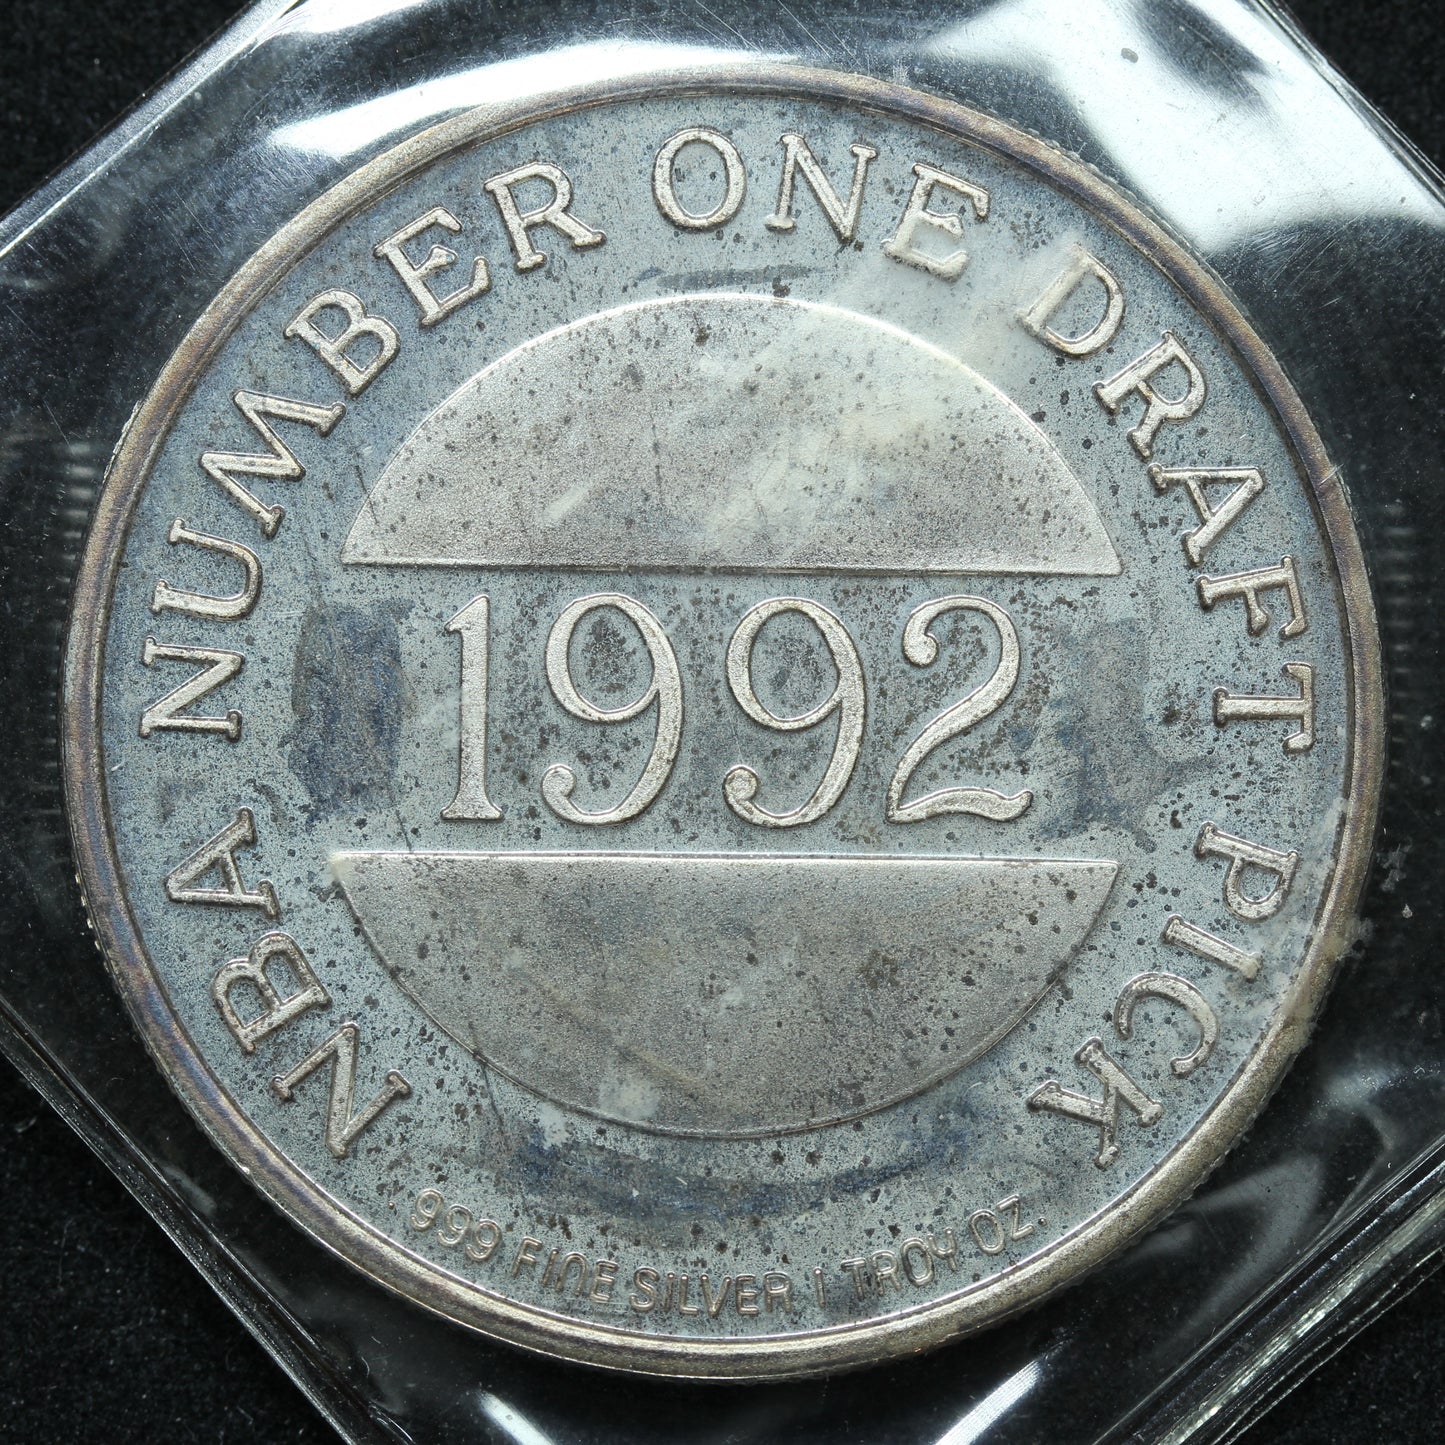 NBA NUMBER ONE DRAFT PICK
1992
.999 FINE SILVER 1 TROY OZ.